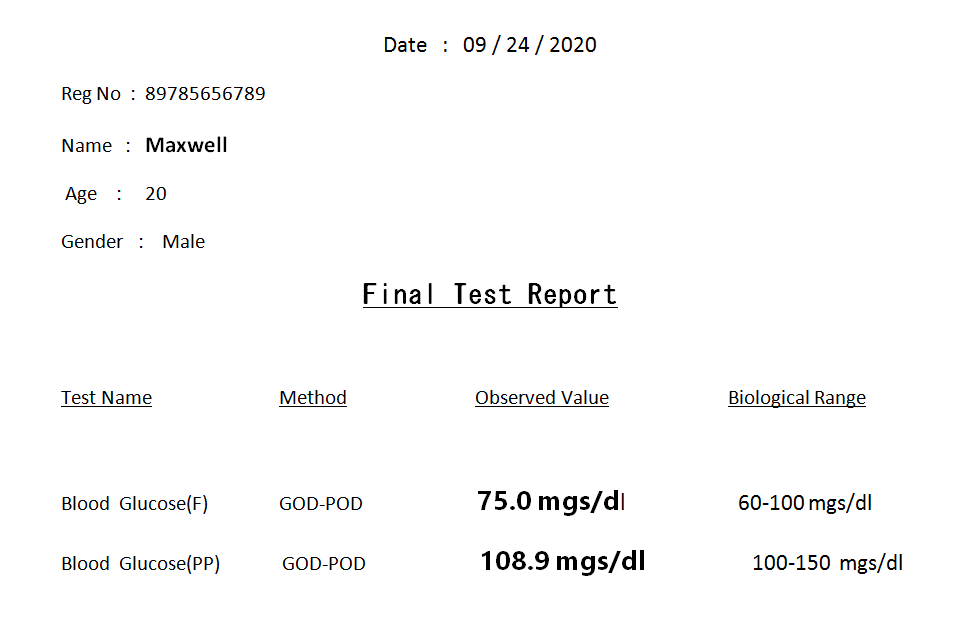 Date : 09 / 24 / 2020
Reg No : 89785656789
Name : Maxwell
Age : 20
Gender : Male
Final Test Report
Test Name Method Observed Value Biological Range
Blood Glucose(F) GOD-POD 75.0 mgs/dl 60-100 mgs/dl
Blood Glucose(PP) GOD-POD 108.9 mgs/dl 100-150 mgs/dl